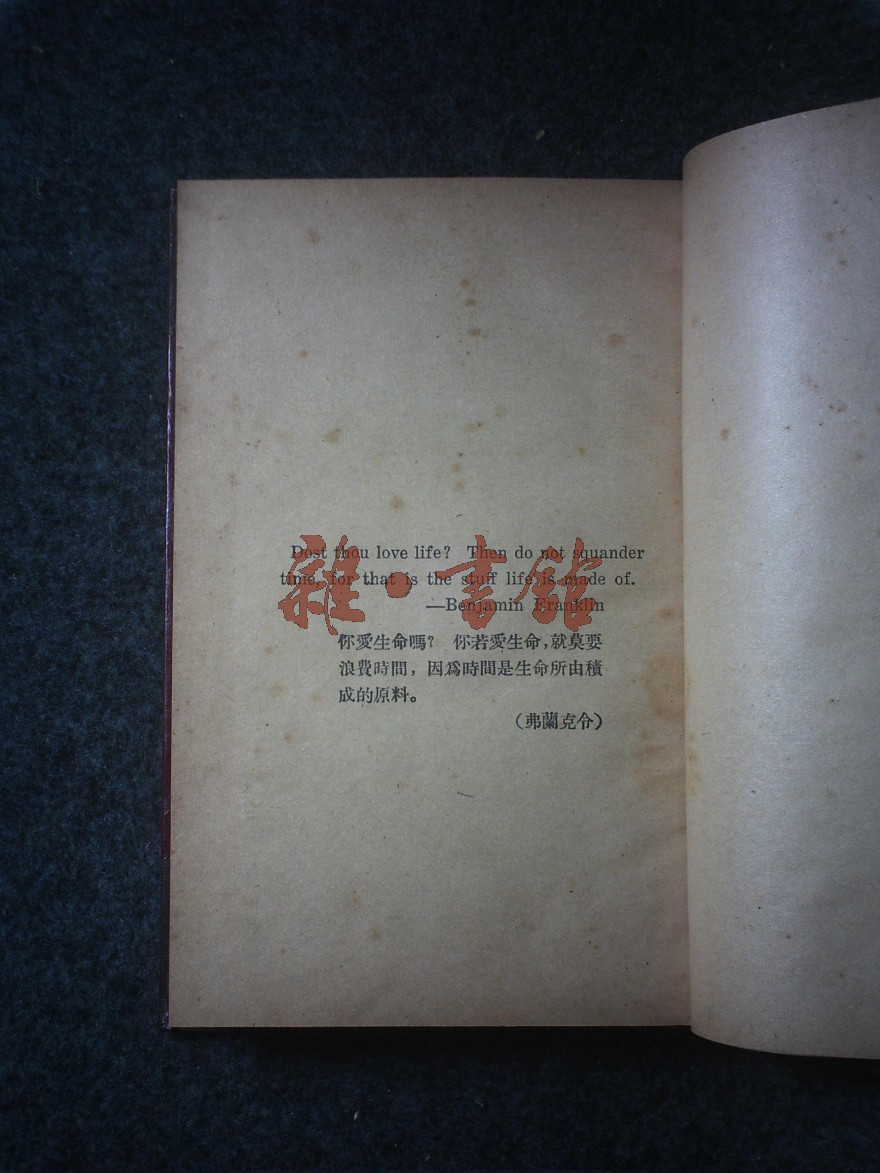 Dost thou love life? Then do not squander
time, for that is the stuff life is made of.
—Benjamin Franklin
你愛生命嗎? 你若愛生命,就莫要
浪費時間,因爲時間是生命所由積
成的原料。
(弗蘭克令)
雜·書館